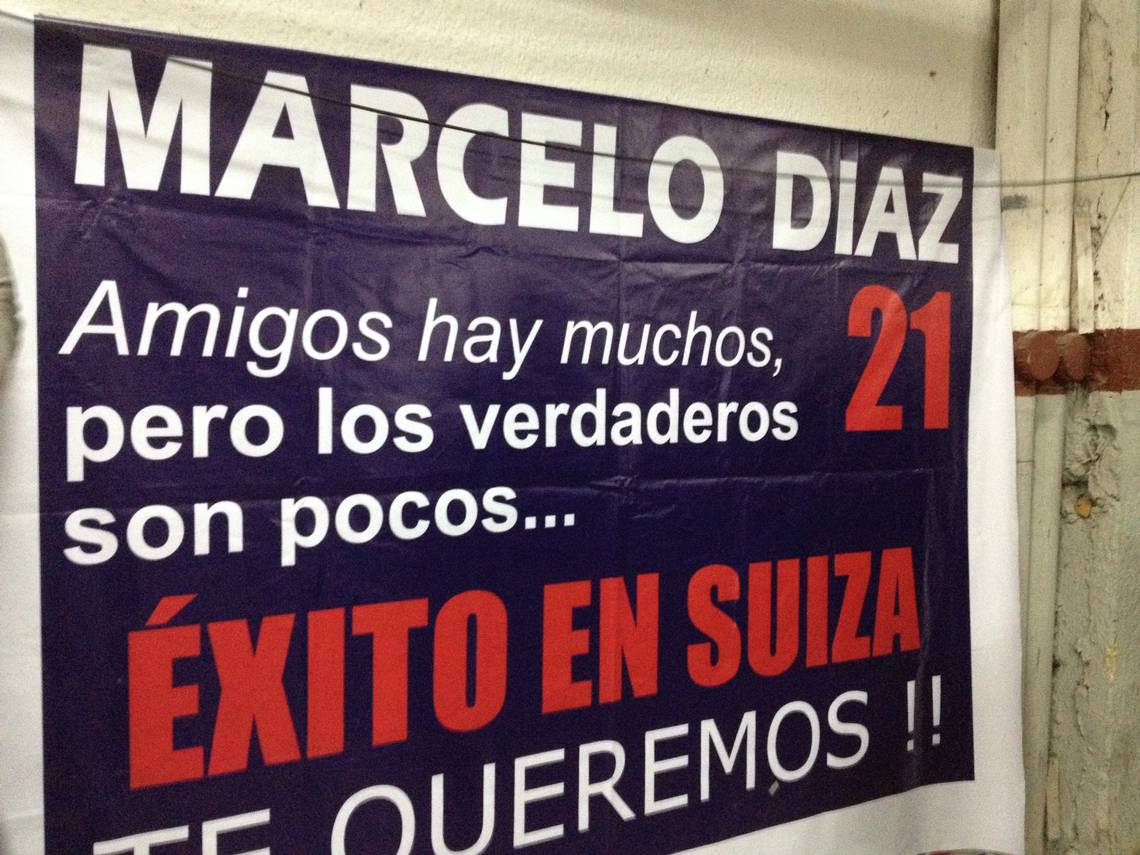 MARCELO DIAZ
21
Amigos hay muchos,
pero los verdaderos
son pocos...
ÉXITO EN SUIZA
TE QUEREMOS !!